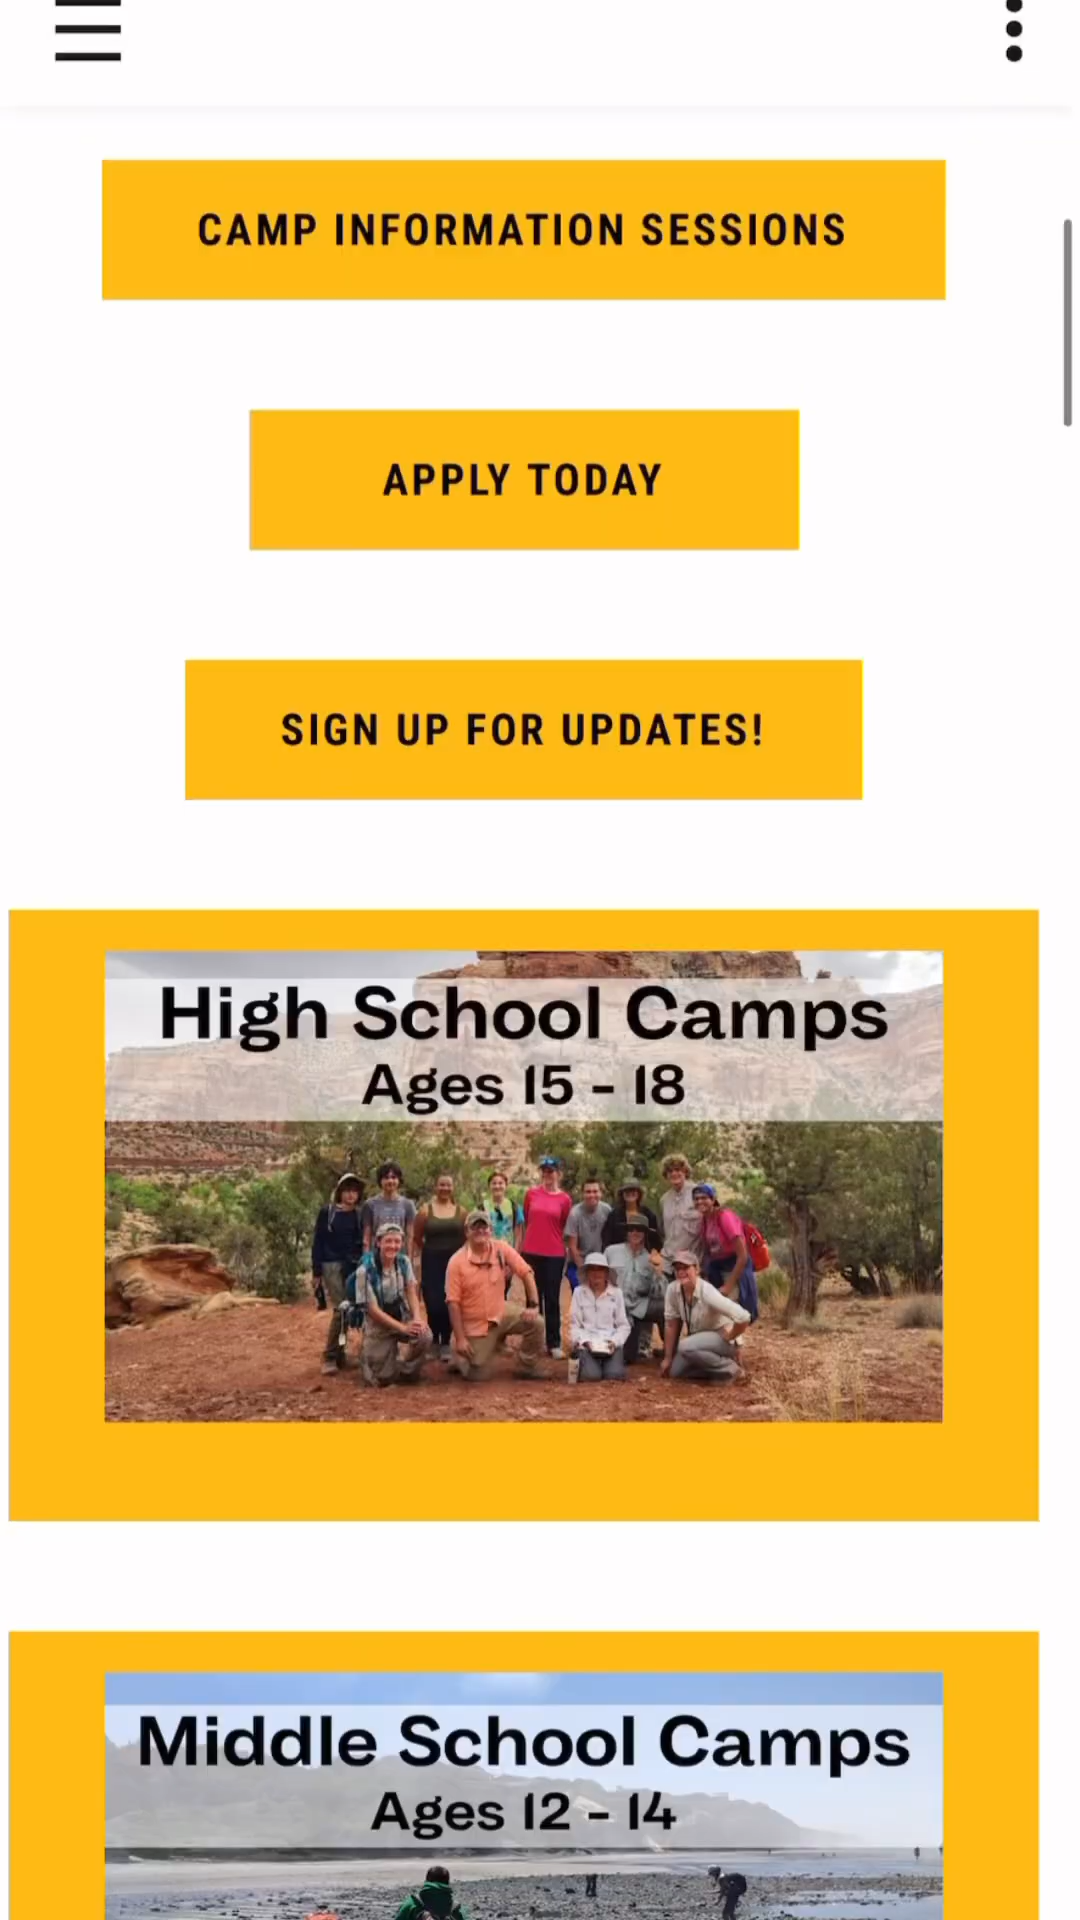 CAMP INFORMATION SESSIONS
APPLY TODAY
SIGN UP FOR UPDATES!
High School Camps
Ages 15 - 18
Middle School Camps
Ages 12 - 14